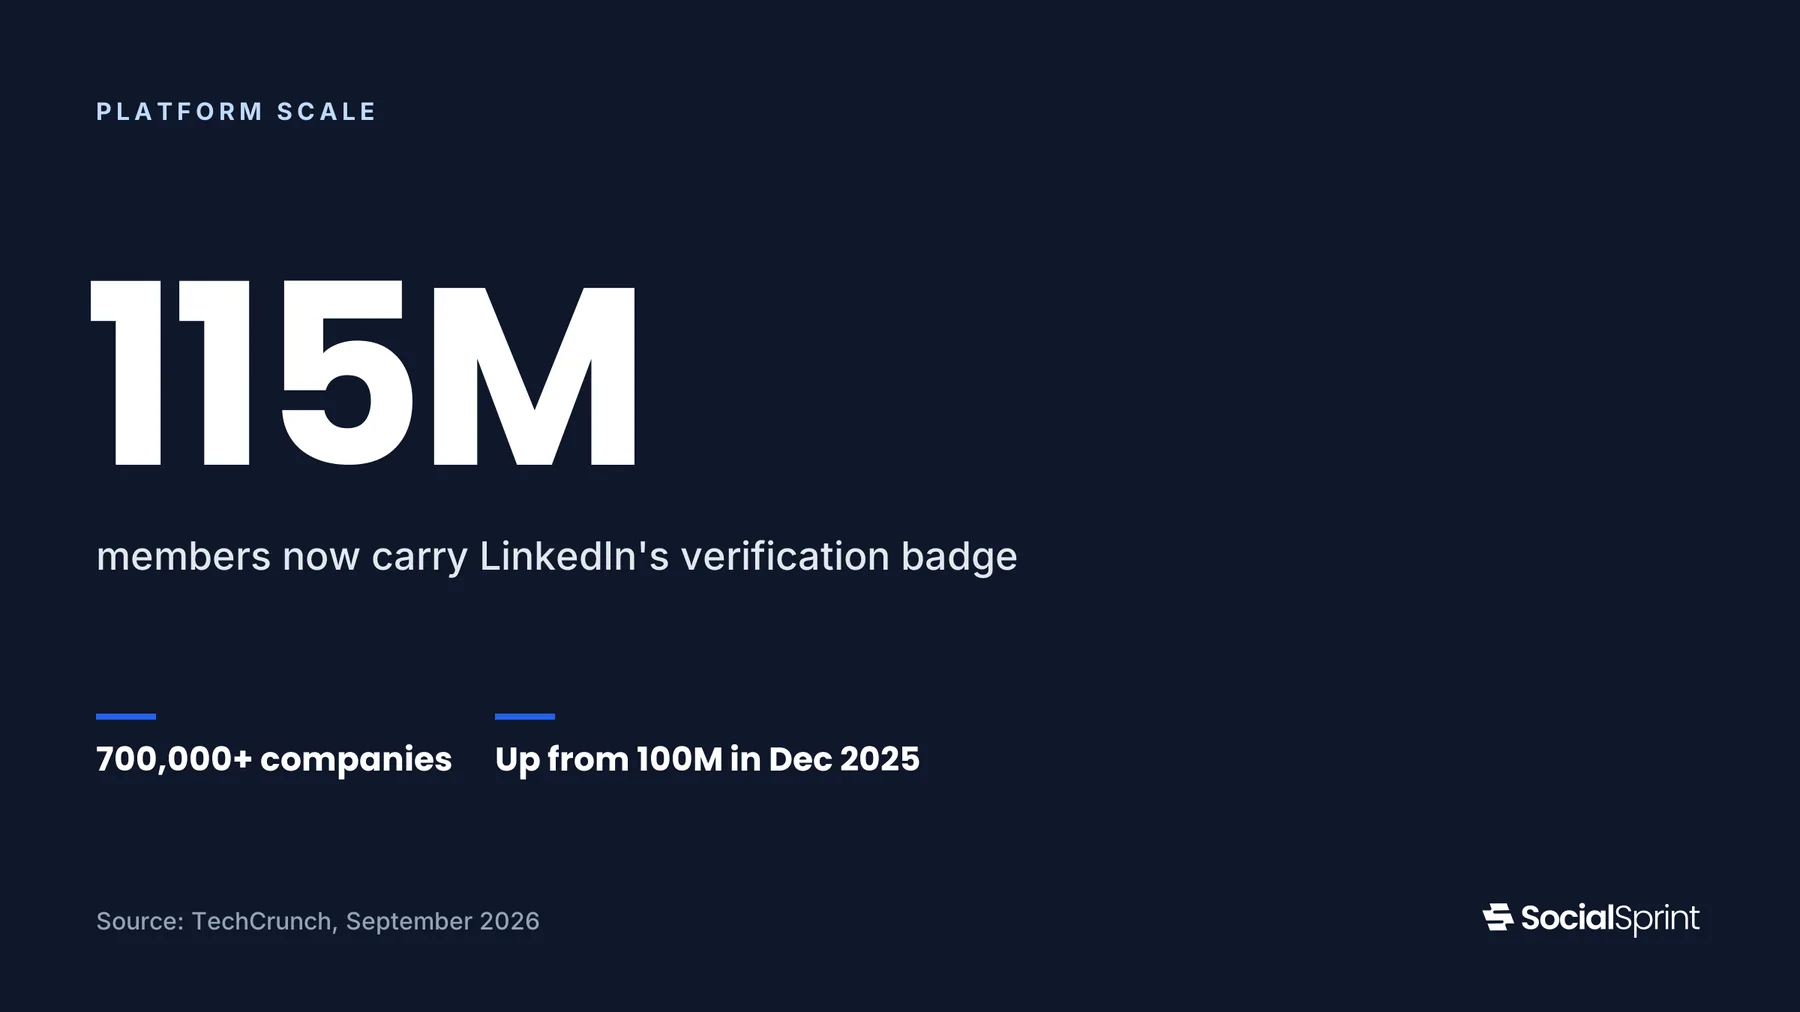 PLATFORM SCALE
115M
members now carry LinkedIn's verification badge
700,000+ companies
Up from 100M in Dec 2025
Source: TechCrunch, September 2026
SocialSprint